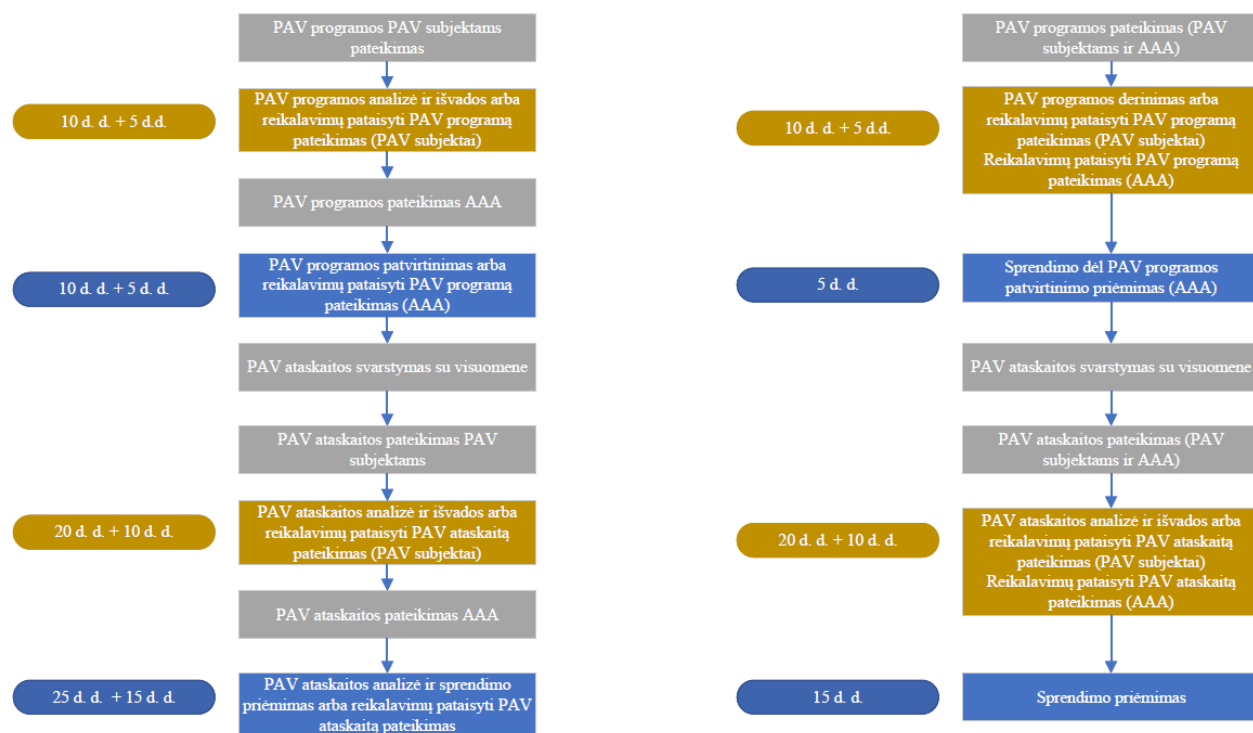 PAV programos PAV subjektams
pateikimas
10 d. d. + 5 d.d.
PAV programos analizė ir išvados arba
reikalavimų pataisyti PAV programą
pateikimas (PAV subjektai)
PAV programos pateikimas AAA
10 d. d. + 5 d. d.
PAV programos patvirtinimas arba
reikalavimų pataisyti PAV programą
pateikimas (AAA)
PAV ataskaitos svarstymas su visuomene
PAV ataskaitos pateikimas PAV
subjektams
20 d. d. + 10 d. d.
PAV ataskaitos analizė ir išvados arba
reikalavimų pataisyti PAV ataskaitą
pateikimas (PAV subjektai)
PAV ataskaitos pateikimas AAA
25 d. d. + 15 d. d.
PAV ataskaitos analizė ir sprendimo
priėmimas arba reikalavimų pataisyti PAV
ataskaitą pateikimas
PAV programos pateikimas (PAV
subjektams ir AAA)
10 d. d. + 5 d.d.
PAV programos derinimas arba
reikalavimų pataisyti PAV programą
pateikimas (PAV subjektai)
Reikalavimų pataisyti PAV programą
pateikimas (AAA)
5 d. d.
Sprendimo dėl PAV programos
patvirtinimo priėmimas (AAA)
PAV ataskaitos svarstymas su visuomene
PAV ataskaitos pateikimas (PAV
subjektams ir AAA)
20 d. d. + 10 d. d.
PAV ataskaitos analizė ir išvados arba
reikalavimų pataisyti PAV ataskaitą
pateikimas (PAV subjektai)
Reikalavimų pataisyti PAV ataskaitą
pateikimas (AAA)
15 d. d.
Sprendimo priėmimas